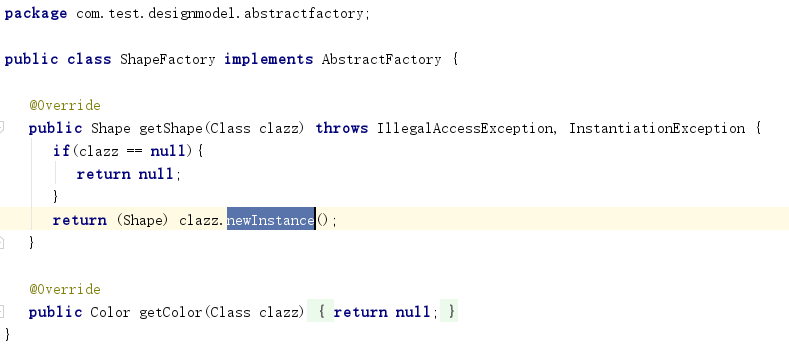 package com.test.designmodel.abstractfactory;
public class ShapeFactory implements AbstractFactory {
@Override
public Shape getShape(Class clazz) throws IllegalAccessException, InstantiationException {
if(clazz == null){
return null;
}
return (Shape) clazz.newInstance();
}
@Override
public Color getColor(Class clazz) { return null; }
}